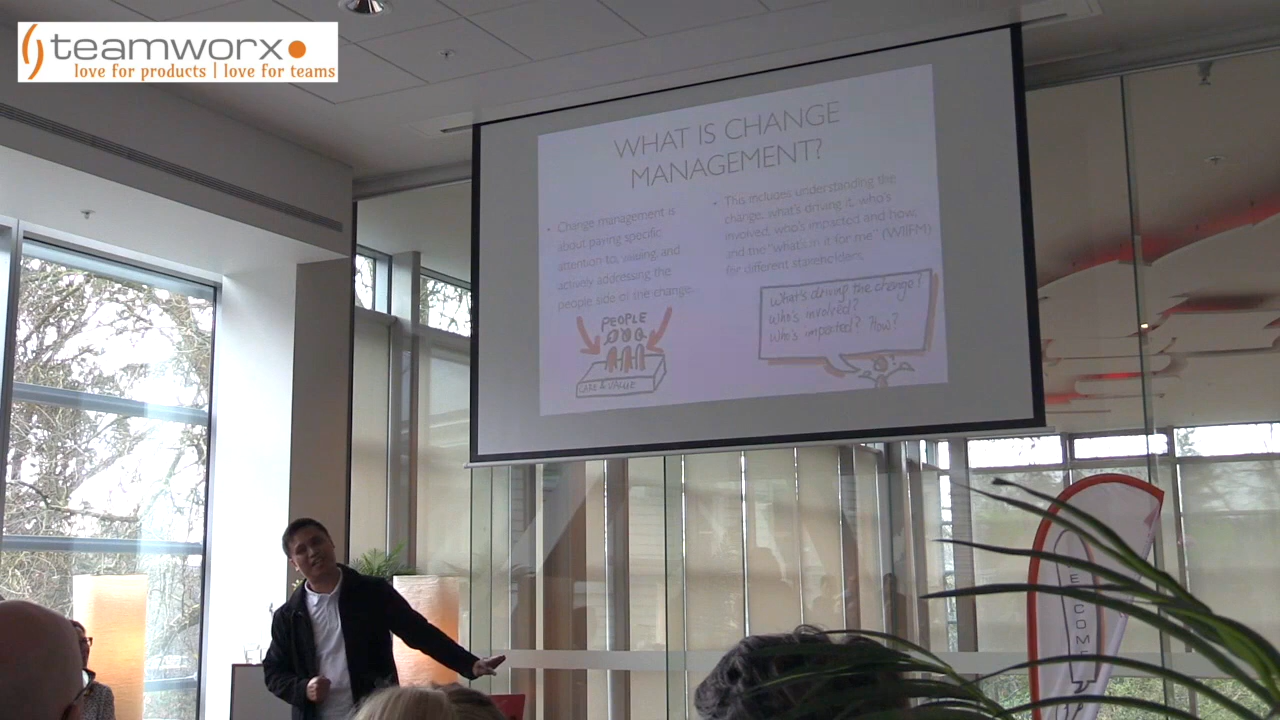 teamworx
love for products | love for teams
WHAT IS CHANGE
MANAGEMENT?
• Change management is
about paying specific
attention to, valuing and
actively addressing the
people side of the change.
• This includes understanding the
change, what's driving it, who's
involved, who's impacted and how,
and the "what's in it for me" (WIIFM)
for different stakeholders.
PEOPLE
CARE & VALUE
What's driving the change?
Who's involved?
Who's impacted? How?
ECOM